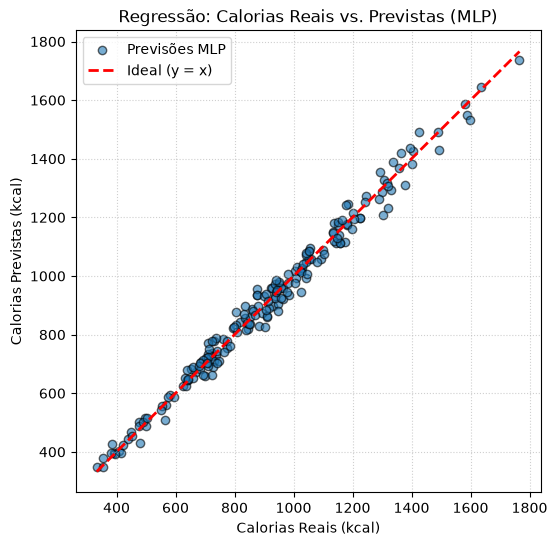 Regressão: Calorias Reais vs. Previstas (MLP)
Previsões MLP
Ideal (y = x)
Calorias Previstas (kcal)
1800
1600
1400
1200
1000
800
600
400
400 600 800 1000 1200 1400 1600 1800
Calorias Reais (kcal)